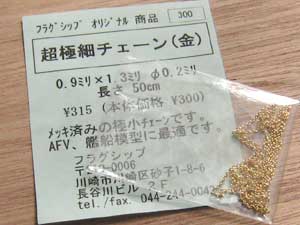 フラグシップ オリジナル 商品
300
超極細チェーン(金)
0.9ミリ×1.3ミリ φ0.2ミリ
長さ 50cm
¥315 (本体価格 ¥300)
メッキ済みの極小チェーンです。
AFV、艦船模型に最適です。
フラグシップ
〒210-0006
川崎市川崎区砂子1-8-6
長谷川ビル 2F
tel./fax. 044-244-0042